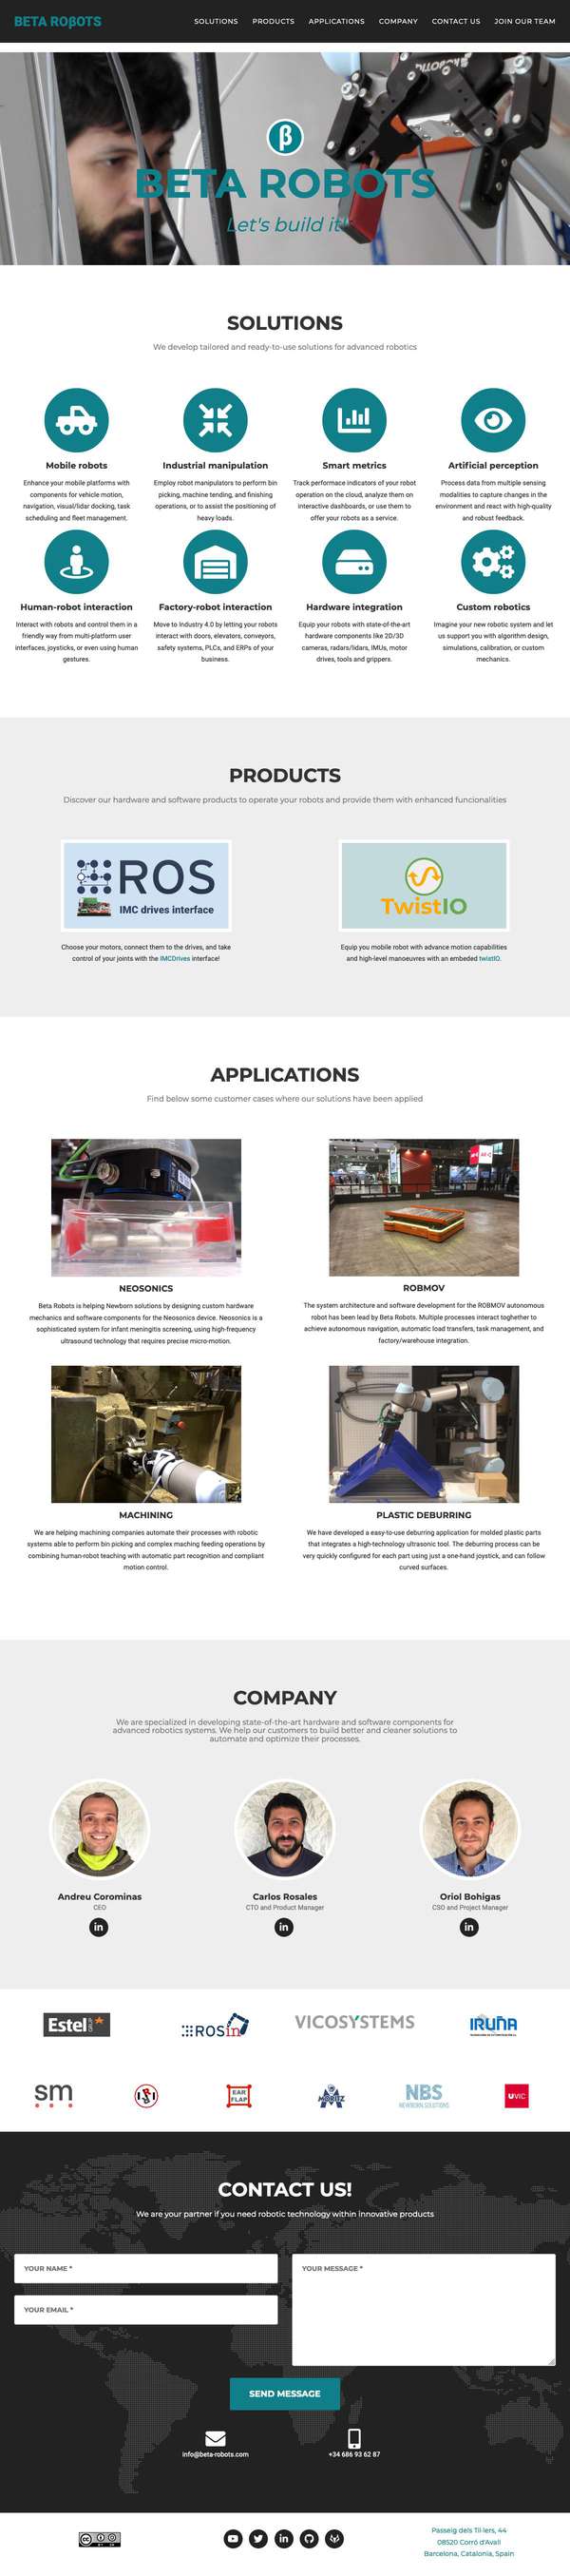 BETA ROβOTS
SOLUTIONS PRODUCTS APPLICATIONS COMPANY CONTACT US JOIN OUR TEAM
β
BETA ROBOTS
Let's build it!
SOLUTIONS
We develop tailored and ready-to-use solutions for advanced robotics
Mobile robots
Enhance your mobile platforms with
components for vehicle motion,
navigation, visual/lidar docking, task
scheduling and fleet management.
Industrial manipulation
Employ robot manipulators to perform bin
picking, machine tending, and finishing
operations, or to assist the positioning of
heavy loads.
Smart metrics
Track performance indicators of your robot
operation on the cloud, analyze them on
interactive dashboards, or use them to
offer your robots as a service.
Artificial perception
Process data from multiple sensing
modalities to capture changes in the
environment and react with high-quality
and robust feedback.
Human-robot interaction
Interact with robots and control them in a
friendly way from multi-platform user
interfaces, joysticks, or even using human
gestures.
Factory-robot interaction
Move to Industry 4.0 by letting your robots
interact with doors, elevators, conveyors,
safety systems, PLCs, and ERPs of your
business.
Hardware integration
Equip your robots with state-of-the-art
hardware components like 2D/3D
cameras, radars/lidars, IMUs, motor
drives, tools and grippers.
Custom robotics
Imagine your new robotic system and let
us support you with algorithm design,
simulations, calibration, or custom
mechanics.
PRODUCTS
Discover our hardware and software products to operate your robots and provide them with enhanced funcionalities
ROS
IMC drives interface
Choose your motors, connect them to the drives, and take
control of your joints with the IMCDrives interface!
TwistIO
Equip you mobile robot with advance motion capabilities
and high-level manoeuvres with an embeded twistIO.
APPLICATIONS
Find below some customer cases where our solutions have been applied
NEOSONICS
Beta Robots is helping Newborn solutions by designing custom hardware
mechanics and software components for the Neosonics device. Neosonics is a
sophisticated system for infant meningitis screening, using high-frequency
ultrasound technology that requires precise micro-motion.
ROBMOV
The system architecture and software development for the ROBMOV autonomous
robot has been lead by Beta Robots. Multiple processes interact toghether to
achieve autonomous navigation, automatic load transfers, task management, and
factory/warehouse integration.
MACHINING
We are helping machining companies automate their processes with robotic
systems able to perform bin picking and complex maching feeding operations by
combining human-robot teaching with automatic part recognition and compliant
motion control.
PLASTIC DEBURRING
We have developed a easy-to-use deburring application for molded plastic parts
that integrates a high-technology ultrasonic tool. The deburring process can be
very quickly configured for each part using just a one-hand joystick, and can follow
curved surfaces.
COMPANY
We are specialized in developing state-of-the-art hardware and software components for
advanced robotics systems. We help our customers to build better and cleaner solutions to
automate and optimize their processes.
Andreu Corominas
CEO
in
Carlos Rosales
CTO and Product Manager
in
Oriol Bohigas
CSO and Project Manager
in
Estel
ROSin
VICOSYSTEMS
IRUÑA
sm
EAR
FLAP
MORITZ
NBS
NEWBORN SOLUTIONS
UVIC
CONTACT US!
We are your partner if you need robotic technology within innovative products
YOUR NAME *
YOUR EMAIL *
YOUR MESSAGE *
SEND MESSAGE
info@beta-robots.com
+34 686 93 62 87
Passeig dels Til·lers, 44
08520 Corró d'Avall
Barcelona, Catalonia, Spain